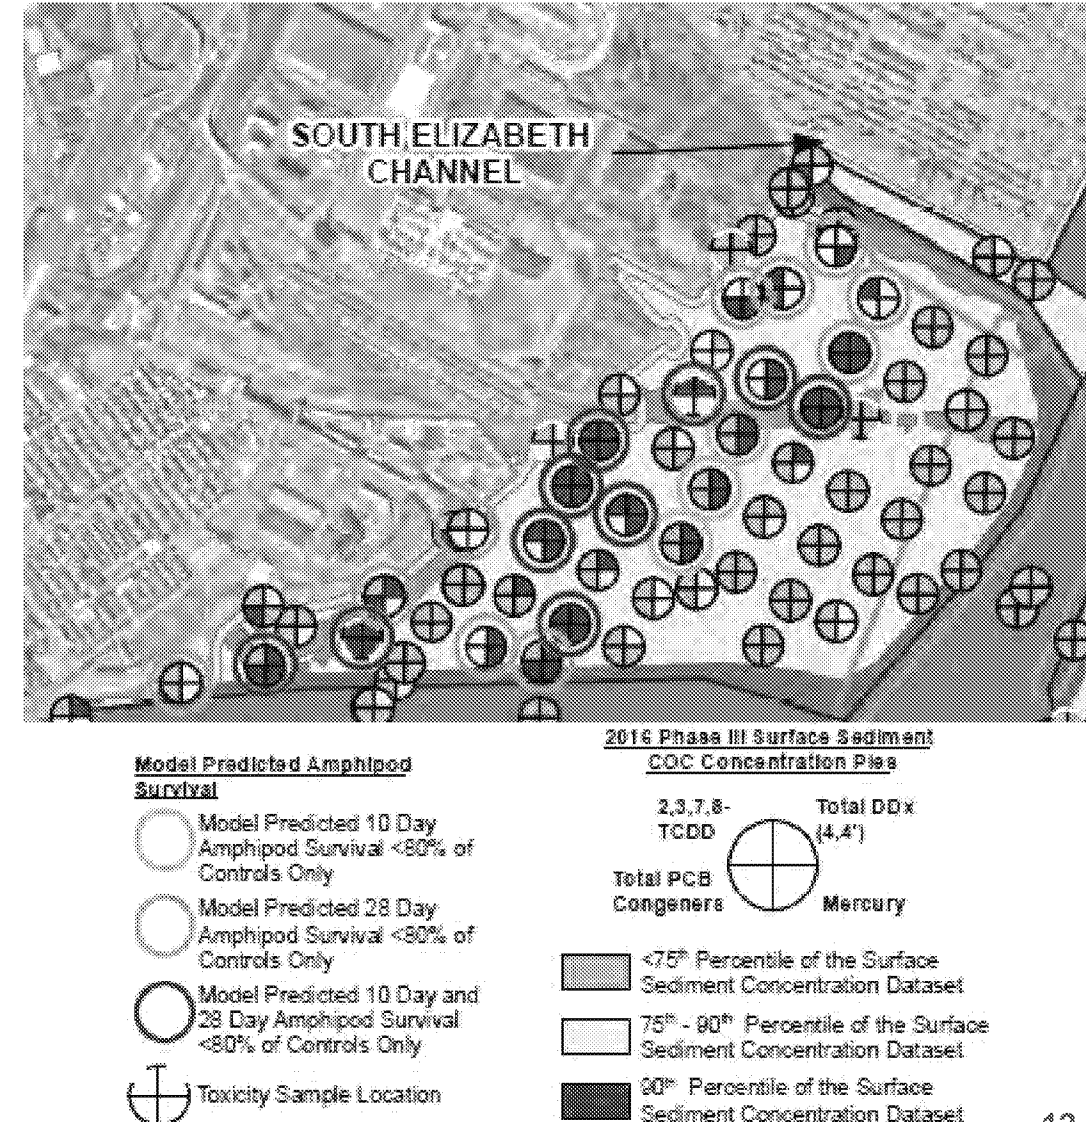 SOUTH ELIZABETH
CHANNEL
Model Predicted Amphipod
Survival
Model Predicted 10 Day
Amphipod Survival <80% of
Controls Only
Model Predicted 28 Day
Amphipod Survival <80% of
Controls Only
Model Predicted 10 Day and
28 Day Amphipod Survival
<80% of Controls Only
Toxicity Sample Location
2016 Phase III Surface Sediment
COC Concentration Pies
2,3,7,8-
TCDD
Total DDx
(4,4')
Total PCB
Congeners
Mercury
<75th Percentile of the Surface
Sediment Concentration Dataset
75th - 90th Percentile of the Surface
Sediment Concentration Dataset
90th Percentile of the Surface
Sediment Concentration Dataset